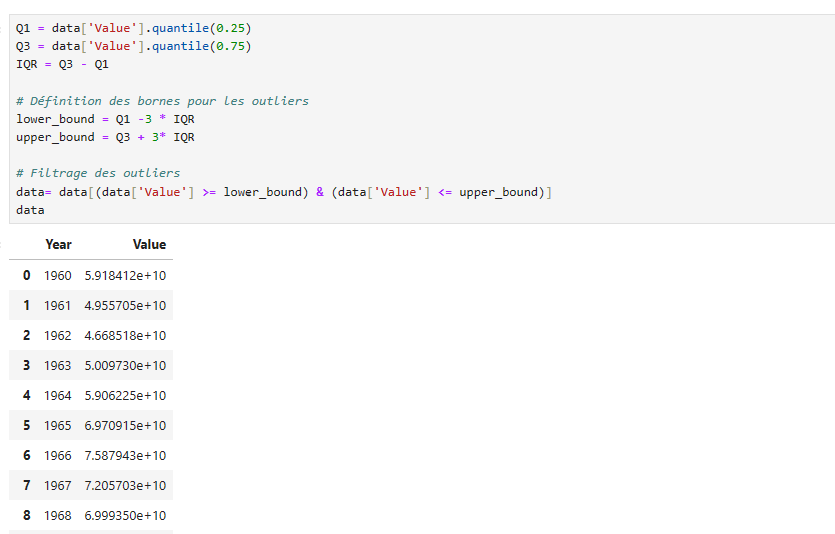 Q1 = data['Value'].quantile(0.25)
Q3 = data['Value'].quantile(0.75)
IQR = Q3 - Q1
# Définition des bornes pour les outliers
lower_bound = Q1 -3 * IQR
upper_bound = Q3 + 3* IQR
# Filtrage des outliers
data= data[(data['Value'] >= lower_bound) & (data['Value'] <= upper_bound)]
data
Year Value
0 1960 5.918412e+10
1 1961 4.955705e+10
2 1962 4.668518e+10
3 1963 5.009730e+10
4 1964 5.906225e+10
5 1965 6.970915e+10
6 1966 7.587943e+10
7 1967 7.205703e+10
8 1968 6.999350e+10